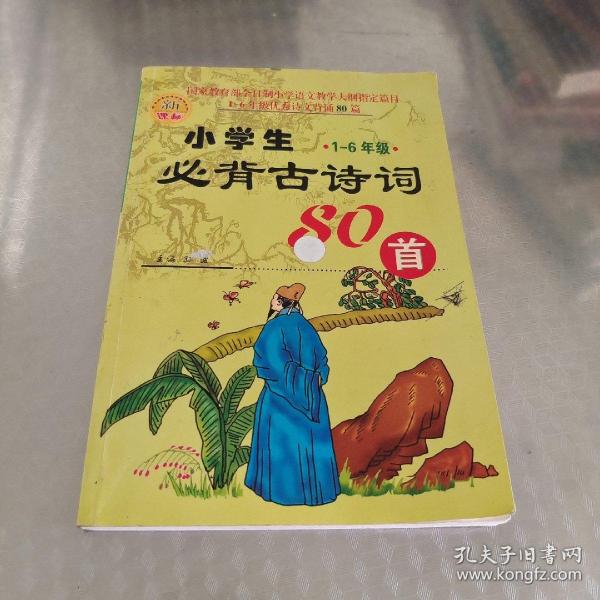 国家教育部全日制小学语文教学大纲指定篇目
1-6年级优秀诗文背诵80篇
新
课标
小学生
·1-6年级·
必背古诗词
80
首
主编
孔夫子旧书网
www.kongfz.com